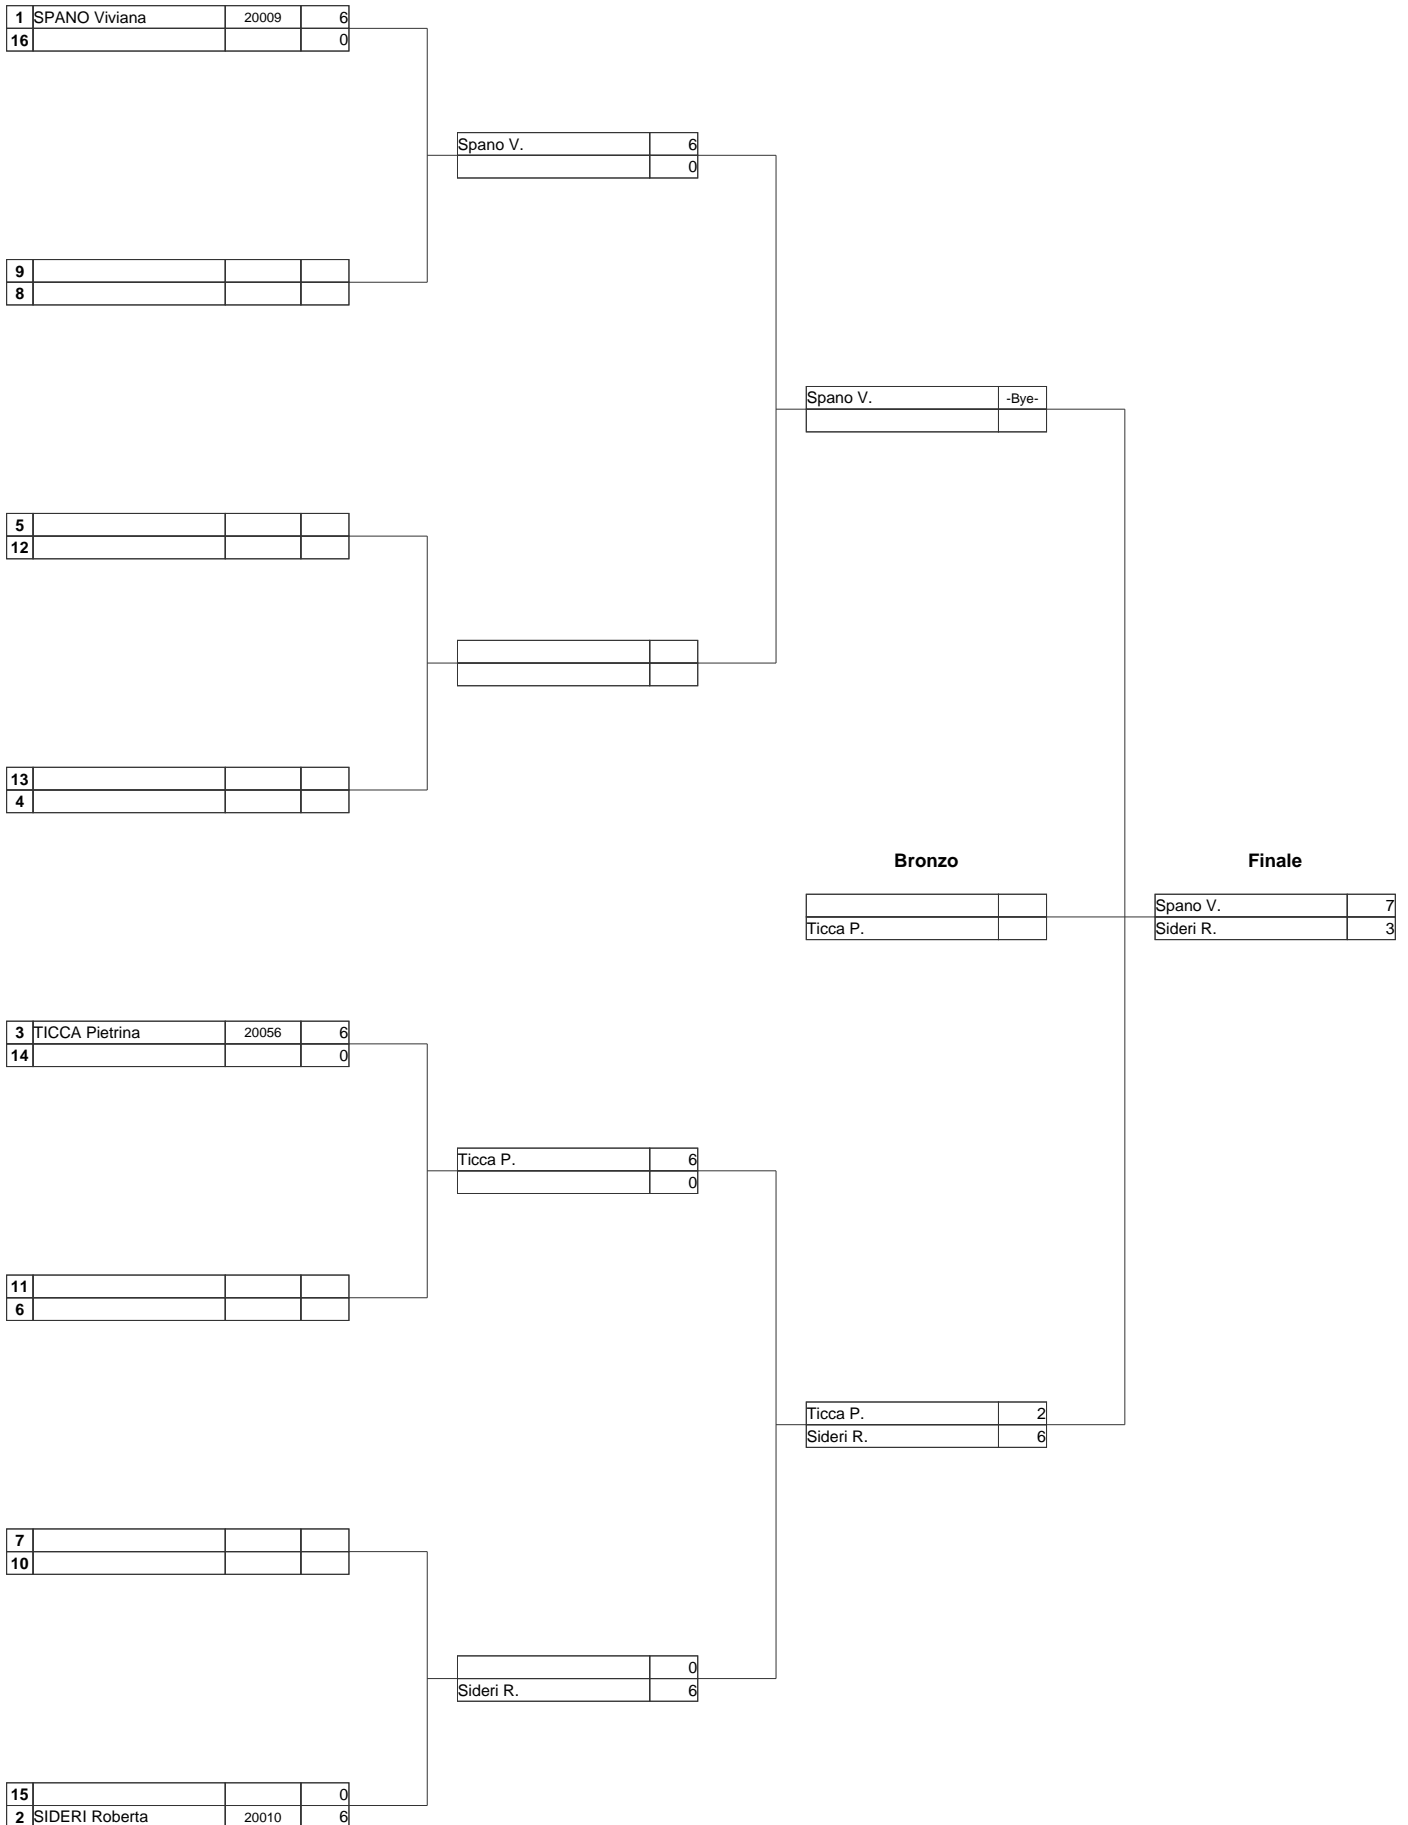 1 SPANO Viviana 20009 6
16 0
Spano V. 6
0
9
8
Spano V. -Bye-
5
12
13
4
Bronzo Finale
Spano V. 7
Ticca P. Sideri R. 3
3 TICCA Pietrina 20056 6
14 0
Ticca P. 6
0
11
6
Ticca P. 2
Sideri R. 6
7
10
0
Sideri R. 6
15 0
2 SIDERI Roberta 20010 6